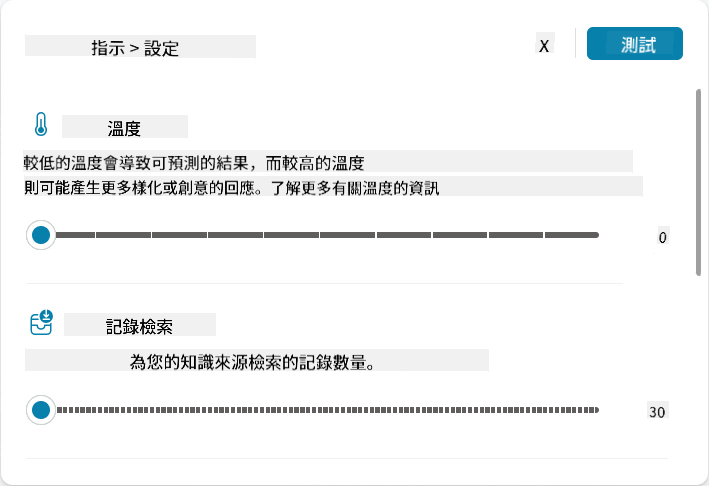 指示 > 設定
X
測試
溫度
較低的溫度會導致可預測的結果，而較高的溫度
則可能產生更多樣化或創意的回應。了解更多有關溫度的資訊
0
記錄檢索
為您的知識來源檢索的記錄數量。
30